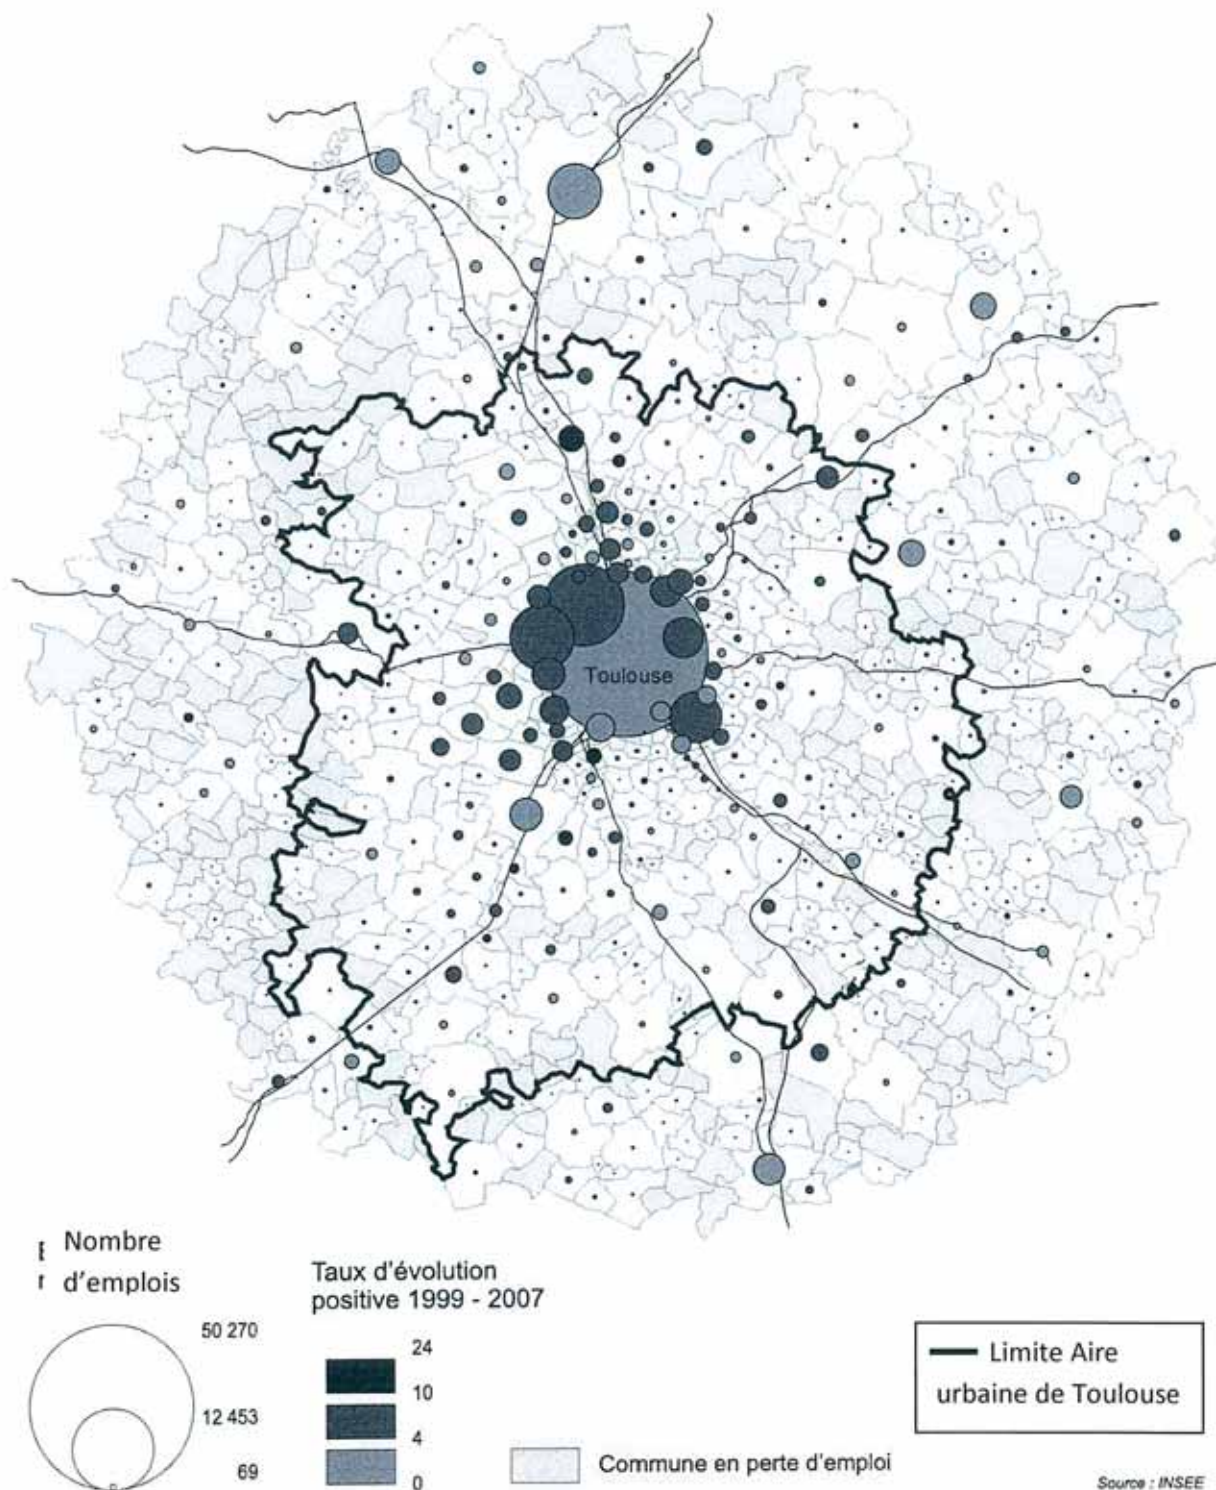 Toulouse
Nombre
d'emplois
50 270
12 453
69
Taux d'évolution
positive 1999 - 2007
24
10
4
0
Commune en perte d'emploi
Limite Aire
urbaine de Toulouse
Source : INSEE